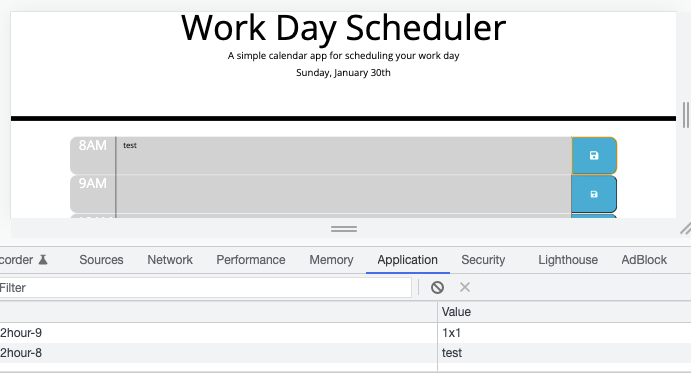 Work Day Scheduler
A simple calendar app for scheduling your work day
Sunday, January 30th
8AM test
9AM
corder Sources Network Performance Memory Application Security Lighthouse AdBlock
Filter
Value
2hour-9 1x1
2hour-8 test